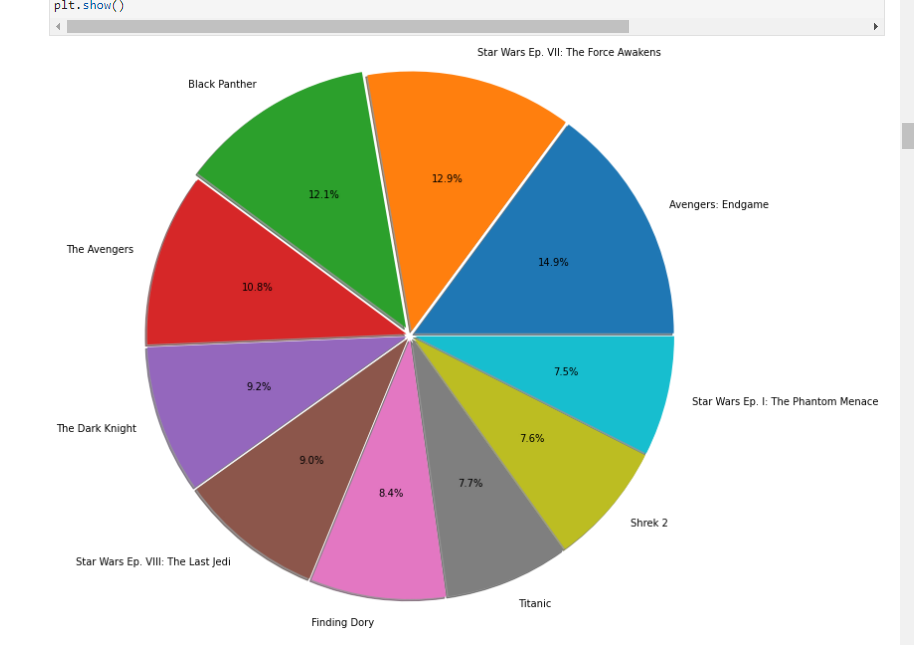 plt.show()
Star Wars Ep. VII: The Force Awakens
Black Panther
12.9%
12.1%
Avengers: Endgame
The Avengers
14.9%
10.8%
7.5%
9.2%
Star Wars Ep. I: The Phantom Menace
The Dark Knight
7.6%
9.0%
7.7%
8.4%
Shrek 2
Star Wars Ep. VIII: The Last Jedi
Titanic
Finding Dory